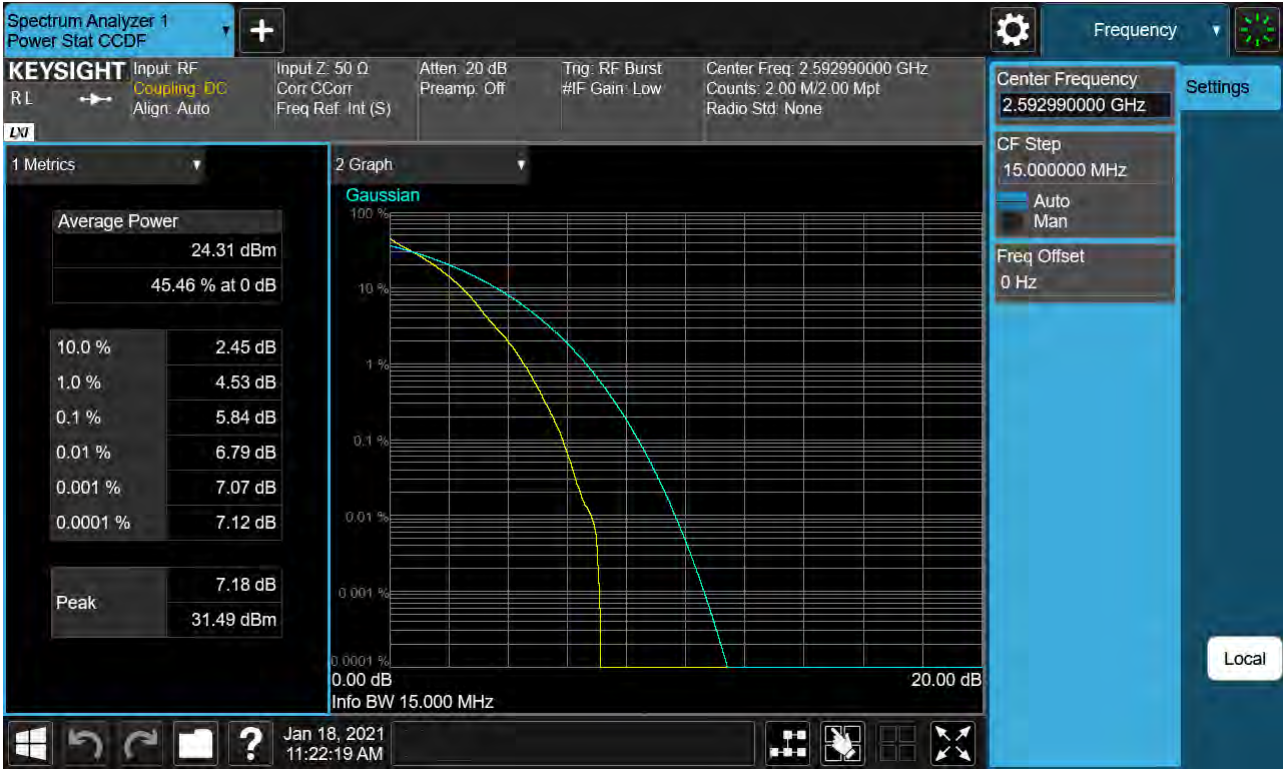 Spectrum Analyzer 1
Power Stat CCDF
Frequency
KEYSIGHT
R L
LXI
Input: RF
Coupling: DC
Align: Auto
Input Z: 50 Ω
Corr CCorr
Freq Ref: Int (S)
Atten: 20 dB
Preamp: Off
Trig: RF Burst
#IF Gain: Low
Center Freq: 2.592990000 GHz
Counts: 2.00 M/2.00 Mpt
Radio Std: None
Center Frequency
2.592990000 GHz
Settings
CF Step
15.000000 MHz
Auto
Man
Freq Offset
0 Hz
Local
1 Metrics
Average Power
24.31 dBm
45.46 % at 0 dB
10.0 % 2.45 dB
1.0 % 4.53 dB
0.1 % 5.84 dB
0.01 % 6.79 dB
0.001 % 7.07 dB
0.0001 % 7.12 dB
Peak
7.18 dB
31.49 dBm
2 Graph
Gaussian
100 %
10 %
1 %
0.1 %
0.01 %
0.001 %
0.0001 %
0.00 dB 20.00 dB
Info BW 15.000 MHz
?
Jan 18, 2021
11:22:19 AM